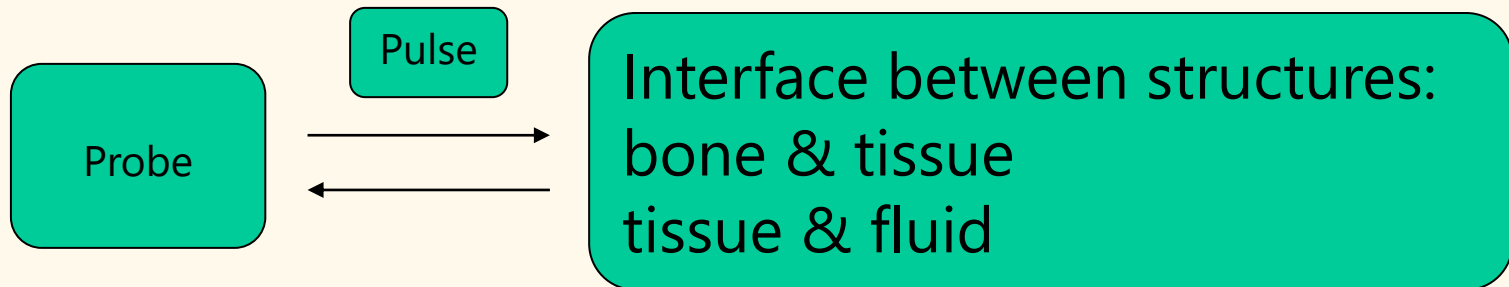 Pulse
Probe
Interface between structures:
bone & tissue
tissue & fluid